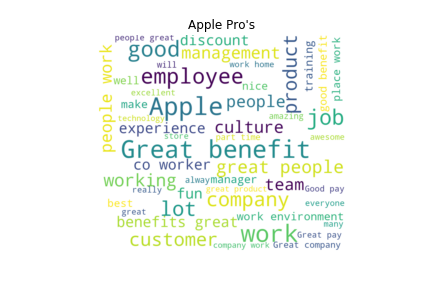 Apple Pro's
people great
discount
good
management
will
work home
product
training
good benefit
place work
people work
well
employee
nice
excellent
make
Apple
people
amazing
job
technology
experience
culture
store
part time
awesome
Great benefit
co worker
great people
working
alway
manager
team
Good pay
really
fun
great product
company
everyone
best
great
lot
work environment
many
benefits great
customer
work
Great pay
company work
Great company